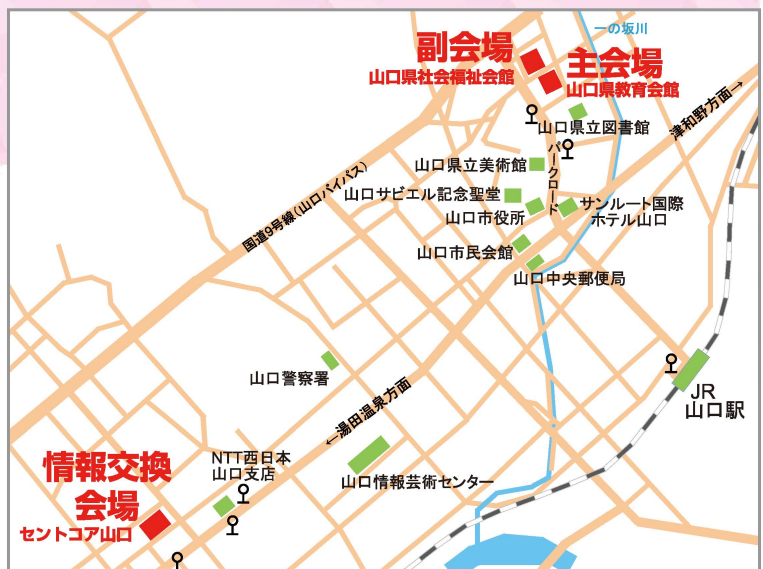 一の坂川
副会場
山口県社会福祉会館
主会場
山口県教育会館
津和野方面→
山口県立図書館
パークロード
山口県立美術館
山口サビエル記念聖堂
山口市役所
サンルート国際
ホテル山口
国道9号線(山口バイパス)
山口市民会館
山口中央郵便局
山口警察署
JR
山口駅
←湯田温泉方面
情報交換
会場
セントコア山口
NTT西日本
山口支店
山口情報芸術センター